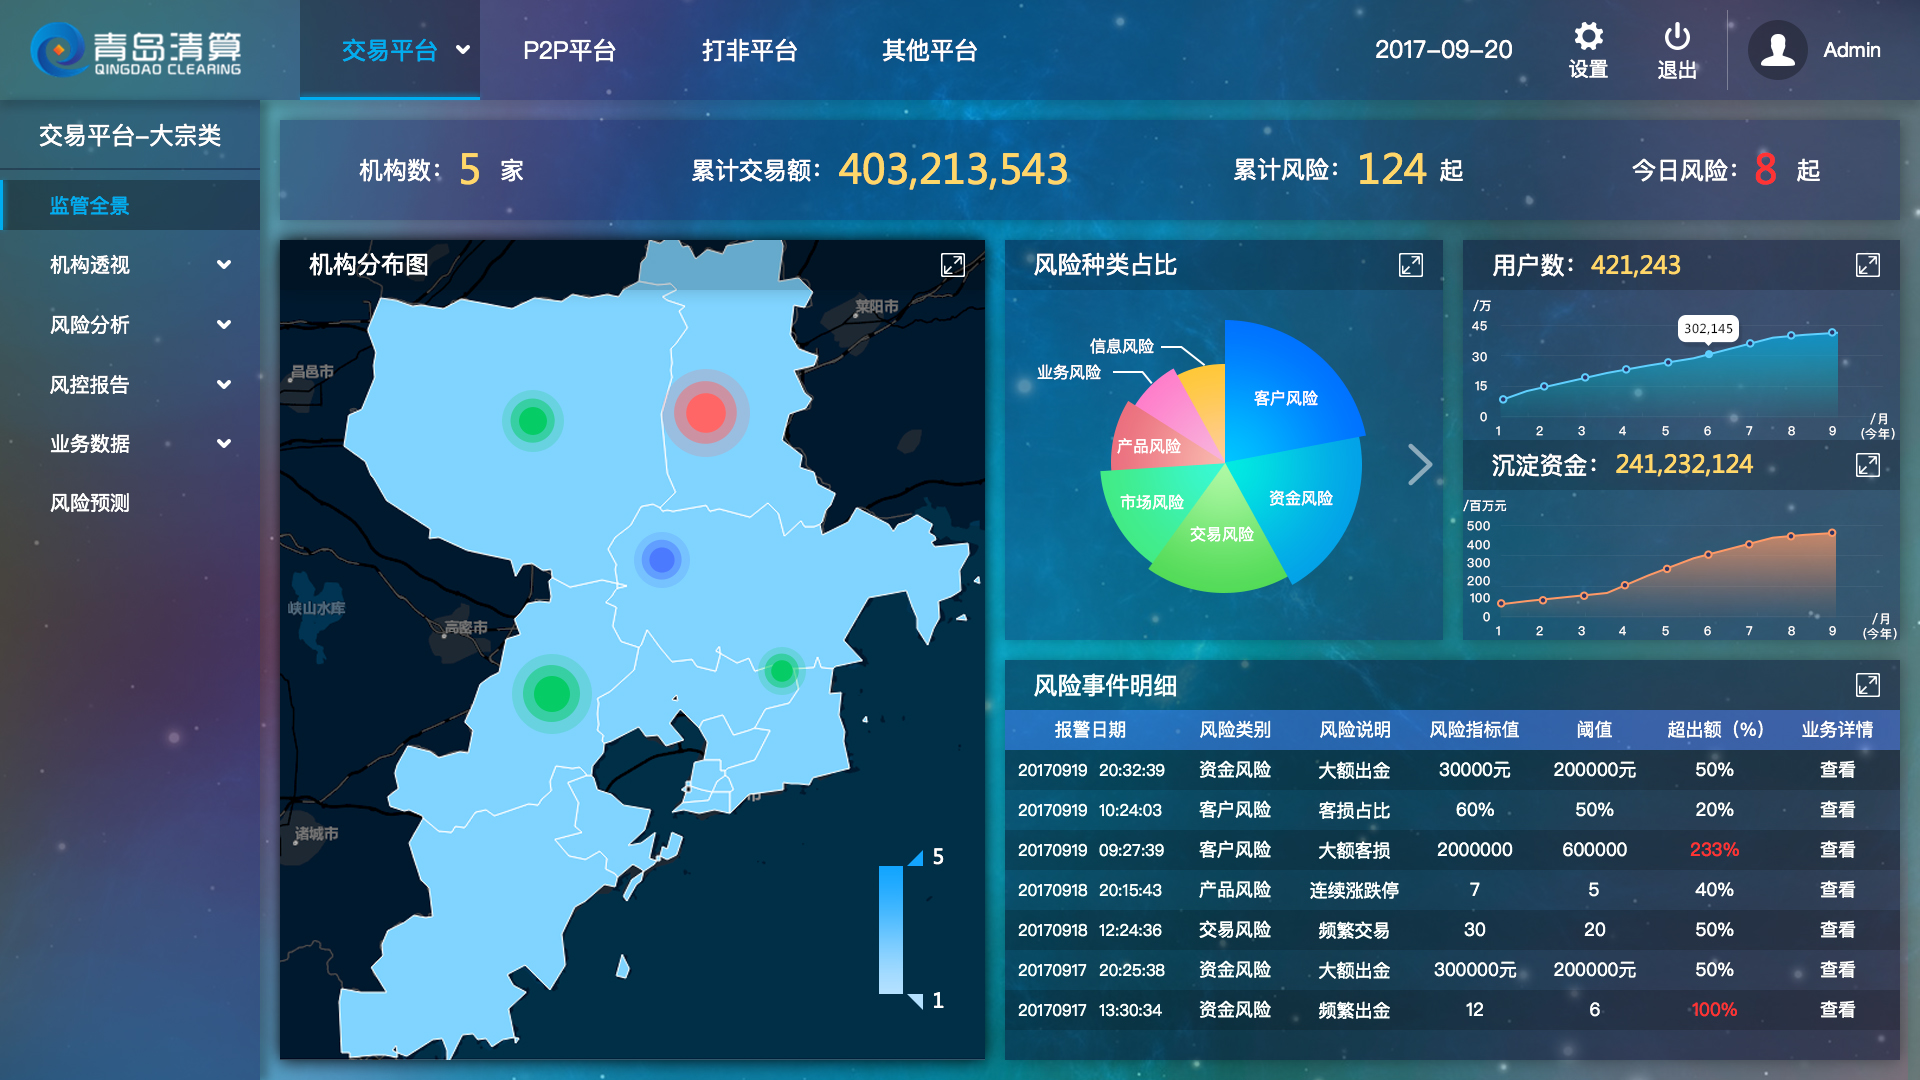 青岛清算
QINGDAO CLEARING
交易平台
P2P平台
打非平台
其他平台
2017-09-20
设置
退出
Admin
交易平台-大宗类
监管全景
机构透视
风险分析
风控报告
业务数据
风险预测
机构数： 5 家
累计交易额： 403,213,543
累计风险： 124 起
今日风险： 8 起
机构分布图
莱阳市
昌邑市
峡山水库
高密市
诸城市
市
5
1
风险种类占比
信息风险
业务风险
客户风险
产品风险
资金风险
市场风险
交易风险
用户数： 421,243
/万
45
30
15
0
302,145
1 2 3 4 5 6 7 8 9
/月
(今年)
沉淀资金： 241,232,124
/百万元
500
400
300
200
100
0
1 2 3 4 5 6 7 8 9
/月
(今年)
风险事件明细
报警日期 风险类别 风险说明 风险指标值 阈值 超出额（%） 业务详情
20170919 20:32:39 资金风险 大额出金 30000元 200000元 50% 查看
20170919 10:24:03 客户风险 客损占比 60% 50% 20% 查看
20170919 09:27:39 客户风险 大额客损 2000000 600000 233% 查看
20170918 20:15:43 产品风险 连续涨跌停 7 5 40% 查看
20170918 12:24:36 交易风险 频繁交易 30 20 50% 查看
20170917 20:25:38 资金风险 大额出金 300000元 200000元 50% 查看
20170917 13:30:34 资金风险 频繁出金 12 6 100% 查看